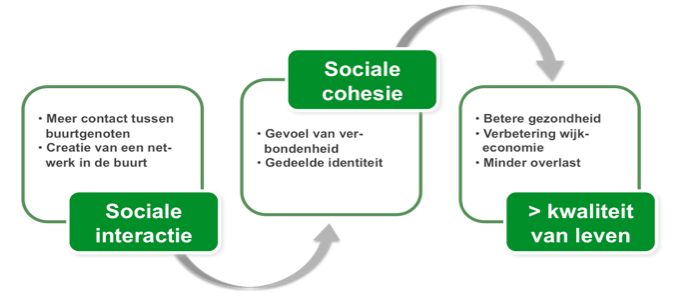 • Meer contact tussen
buurtgenoten
• Creatie van een net-
werk in de buurt
Sociale
interactie
Sociale
cohesie
• Gevoel van ver-
bondenheid
• Gedeelde identiteit
• Betere gezondheid
• Verbetering wijk-
economie
• Minder overlast
> kwaliteit
van leven